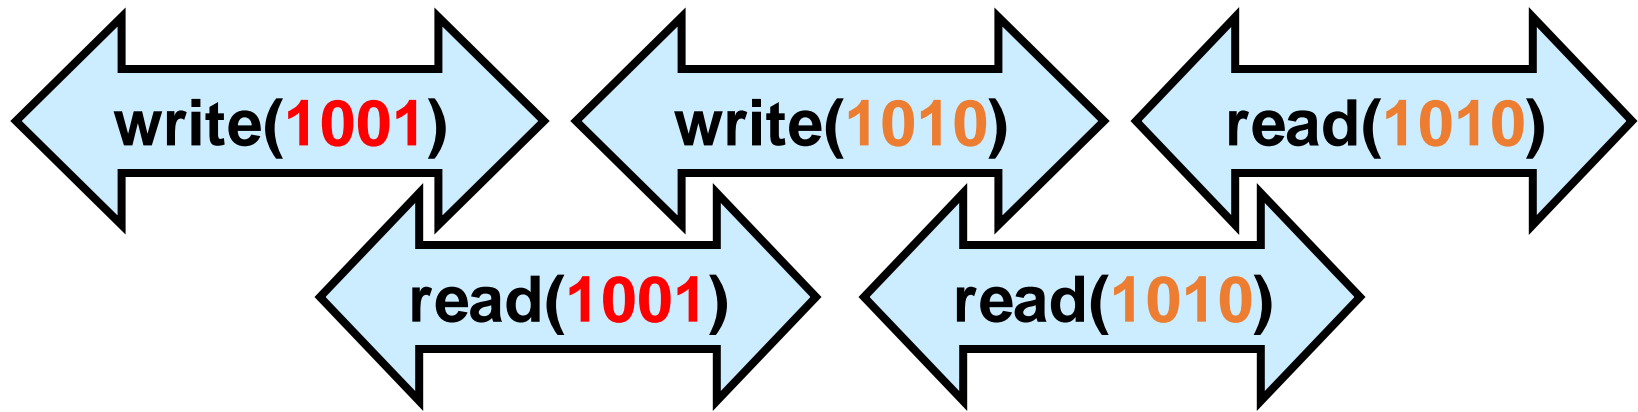 write(1001) write(1010) read(1010)
read(1001) read(1010)